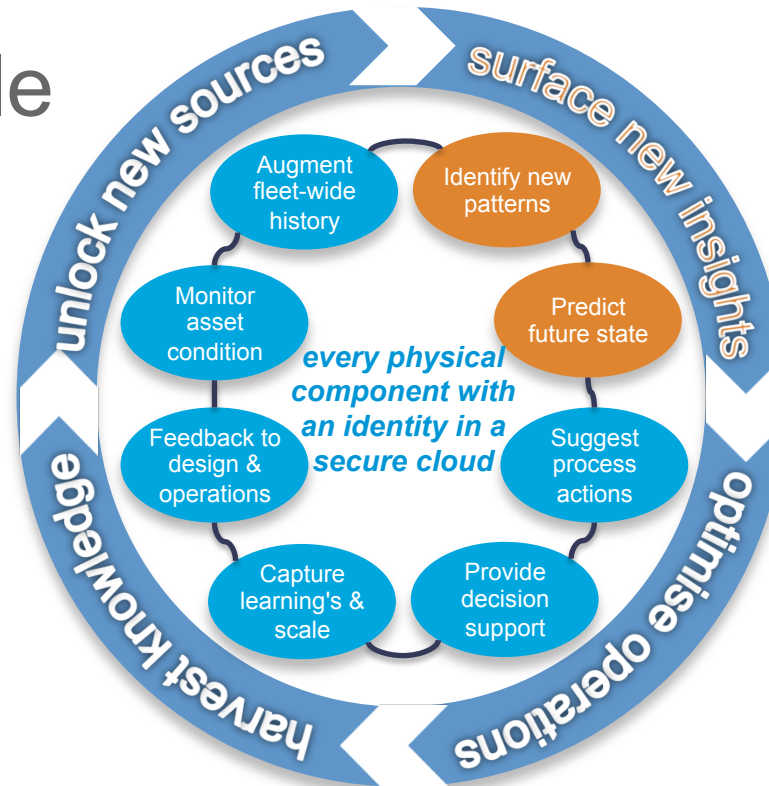 le
unlock new sources
surface new insights
optimise operations
harvest knowledge
Augment
fleet-wide
history
Identify new
patterns
Predict
future state
Suggest
process
actions
Provide
decision
support
Capture
learning's &
scale
Feedback to
design &
operations
Monitor
asset
condition
every physical
component with
an identity in a
secure cloud